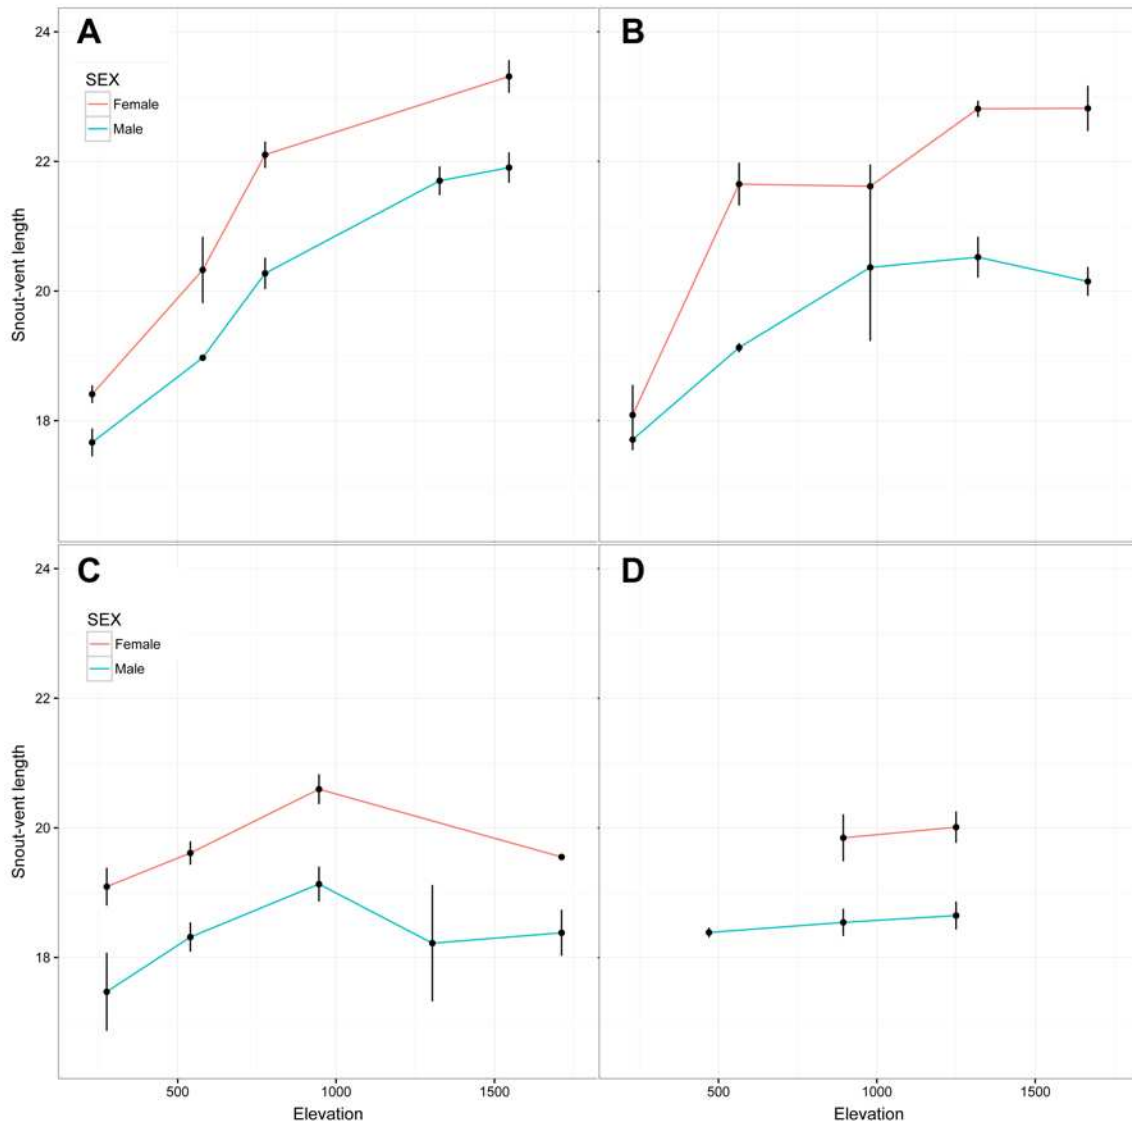 A
B
SEX
Female
Male
24
22
20
18
Snout-vent length
C
D
SEX
Female
Male
24
22
20
18
Snout-vent length
500
1000
1500
500
1000
1500
Elevation
Elevation